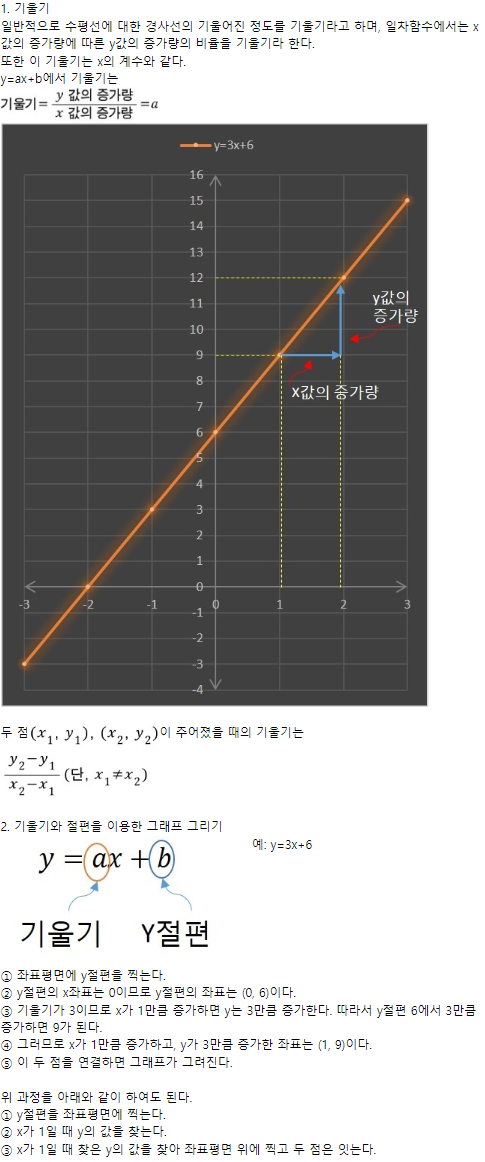 1. 기울기
일반적으로 수평선에 대한 경사선의 기울어진 정도를 기울기라고 하며, 일차함수에서는 x
값의 증가량에 따른 y값의 증가량의 비율을 기울기라 한다.
또한 이 기울기는 x의 계수와 같다.
y=ax+b에서 기울기는
기울기= y 값의 증가량 / x 값의 증가량 =a
y=3x+6
16
15
14
13
12
11
10
9
8
7
6
5
4
3
2
1
0
-1
-2
-3
-4
-3 -2 -1 0 1 2 3
y값의
증가량
X값의 증가량
두 점(x₁, y₁), (x₂, y₂)이 주어졌을 때의 기울기는
y₂−y₁ / x₂−x₁ (단, x₁≠x₂)
2. 기울기와 절편을 이용한 그래프 그리기
y = ax + b
예: y=3x+6
기울기 Y절편
① 좌표평면에 y절편을 찍는다.
② y절편의 x좌표는 0이므로 y절편의 좌표는 (0, 6)이다.
③ 기울기가 3이므로 x가 1만큼 증가하면 y는 3만큼 증가한다. 따라서 y절편 6에서 3만큼
증가하면 9가 된다.
④ 그러므로 x가 1만큼 증가하고, y가 3만큼 증가한 좌표는 (1, 9)이다.
⑤ 이 두 점을 연결하면 그래프가 그려진다.
위 과정을 아래와 같이 하여도 된다.
① y절편을 좌표평면에 찍는다.
② x가 1일 때 y의 값을 찾는다.
③ x가 1일 때 찾은 y의 값을 찾아 좌표평면 위에 찍고 두 점은 잇는다.